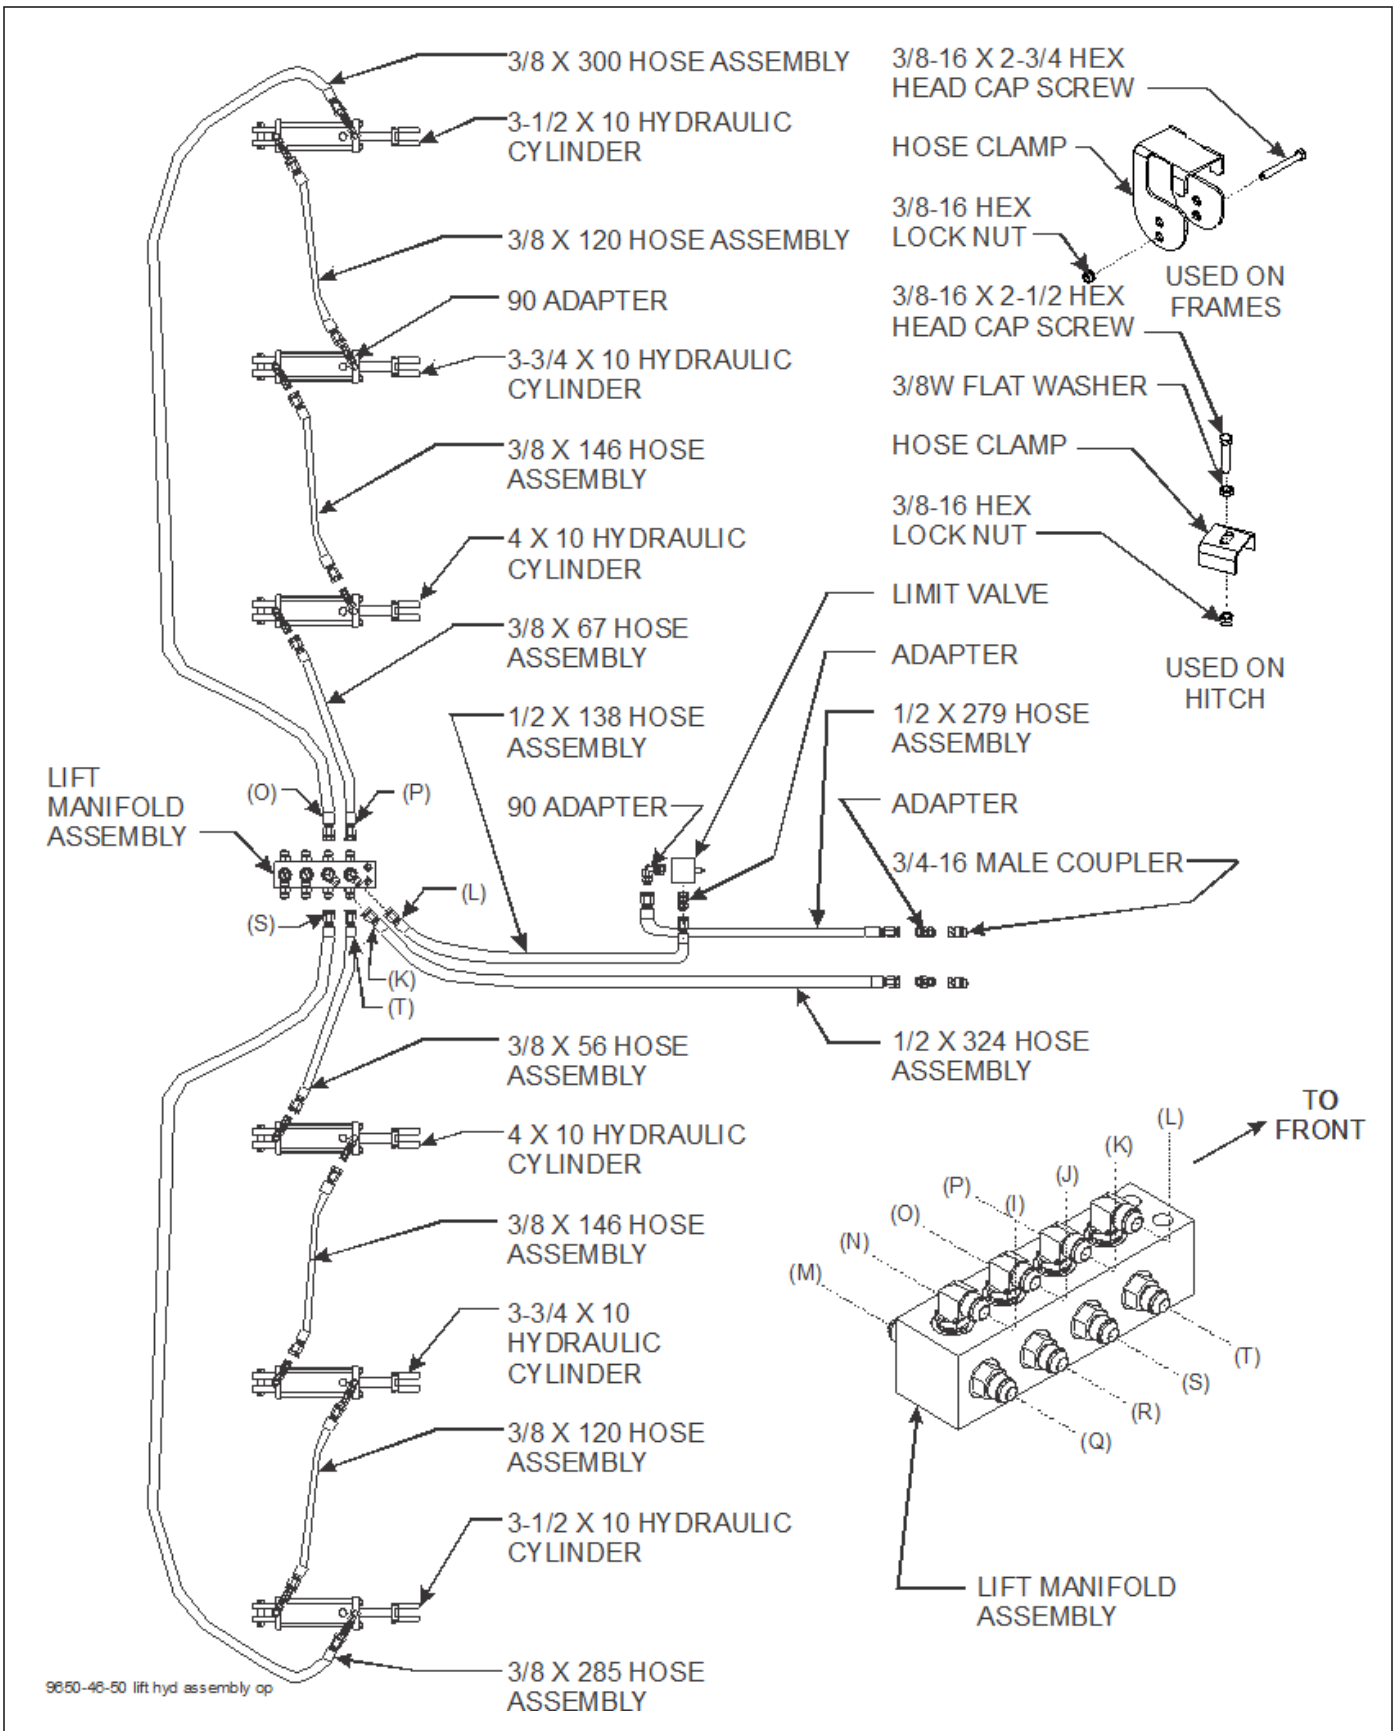 3/8 X 300 HOSE ASSEMBLY
3-1/2 X 10 HYDRAULIC
CYLINDER
3/8 X 120 HOSE ASSEMBLY
90 ADAPTER
3-3/4 X 10 HYDRAULIC
CYLINDER
3/8 X 146 HOSE
ASSEMBLY
4 X 10 HYDRAULIC
CYLINDER
3/8 X 67 HOSE
ASSEMBLY
1/2 X 138 HOSE
ASSEMBLY
90 ADAPTER
3/8-16 X 2-3/4 HEX
HEAD CAP SCREW
HOSE CLAMP
3/8-16 HEX
LOCK NUT
USED ON
FRAMES
3/8-16 X 2-1/2 HEX
HEAD CAP SCREW
3/8W FLAT WASHER
HOSE CLAMP
3/8-16 HEX
LOCK NUT
USED ON
HITCH
LIMIT VALVE
ADAPTER
1/2 X 279 HOSE
ASSEMBLY
ADAPTER
3/4-16 MALE COUPLER
LIFT
MANIFOLD
ASSEMBLY
(O)
(P)
(L)
(S)
(K)
(T)
1/2 X 324 HOSE
ASSEMBLY
3/8 X 56 HOSE
ASSEMBLY
4 X 10 HYDRAULIC
CYLINDER
3/8 X 146 HOSE
ASSEMBLY
3-3/4 X 10
HYDRAULIC
CYLINDER
3/8 X 120 HOSE
ASSEMBLY
3-1/2 X 10 HYDRAULIC
CYLINDER
3/8 X 285 HOSE
ASSEMBLY
TO
FRONT
(L)
(K)
(J)
(P)
(I)
(O)
(N)
(M)
(T)
(S)
(R)
(Q)
LIFT MANIFOLD
ASSEMBLY
9650-46-50 lift hyd assembly op